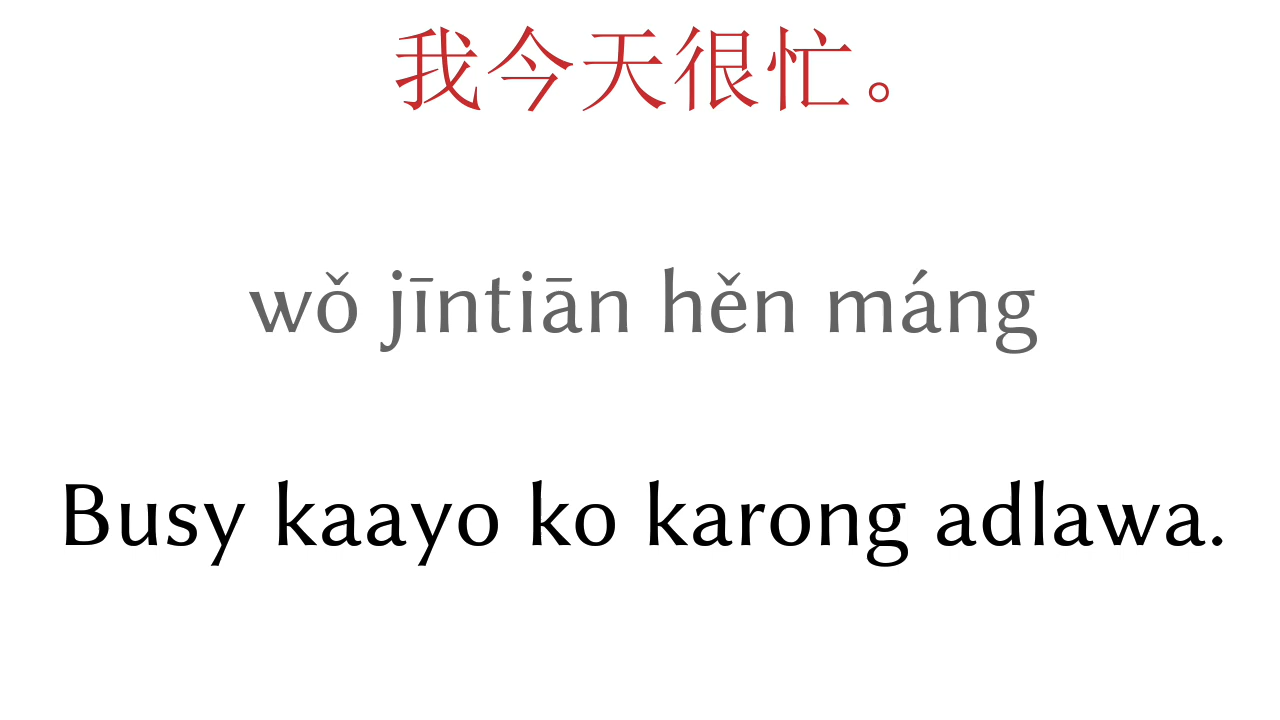 我今天很忙。
wǒ jīntiān hěn máng
Busy kaayo ko karong adlawa.